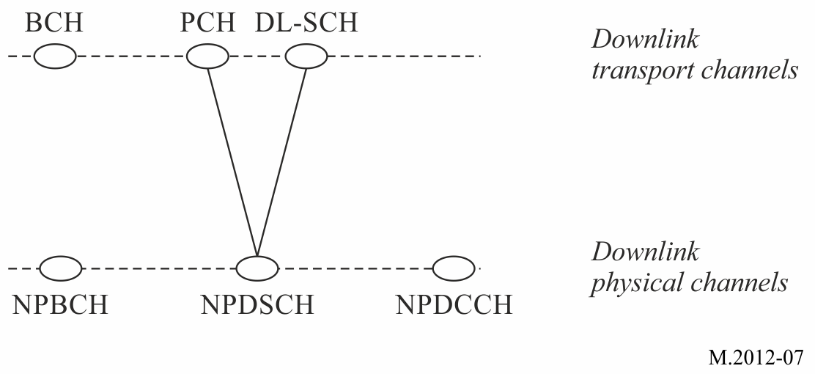 BCH PCH DL-SCH
Downlink
transport channels
Downlink
physical channels
NPBCH NPDSCH NPDCCH
M.2012-07